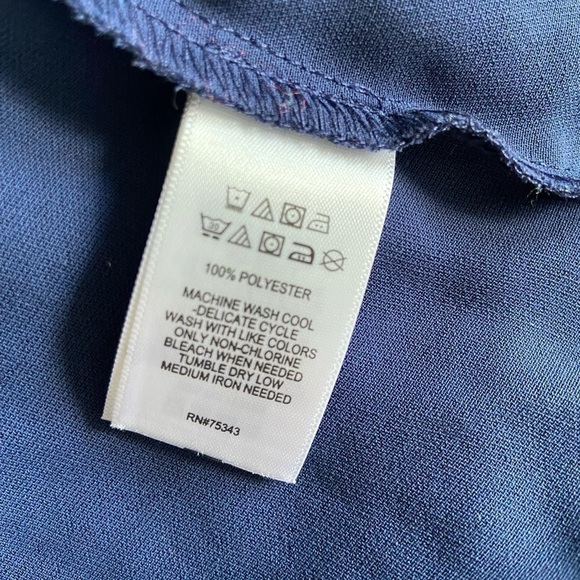 30
100% POLYESTER
MACHINE WASH COOL
-DELICATE CYCLE
WASH WITH LIKE COLORS
ONLY NON-CHLORINE
BLEACH WHEN NEEDED
TUMBLE DRY LOW
MEDIUM IRON NEEDED
RN#75343